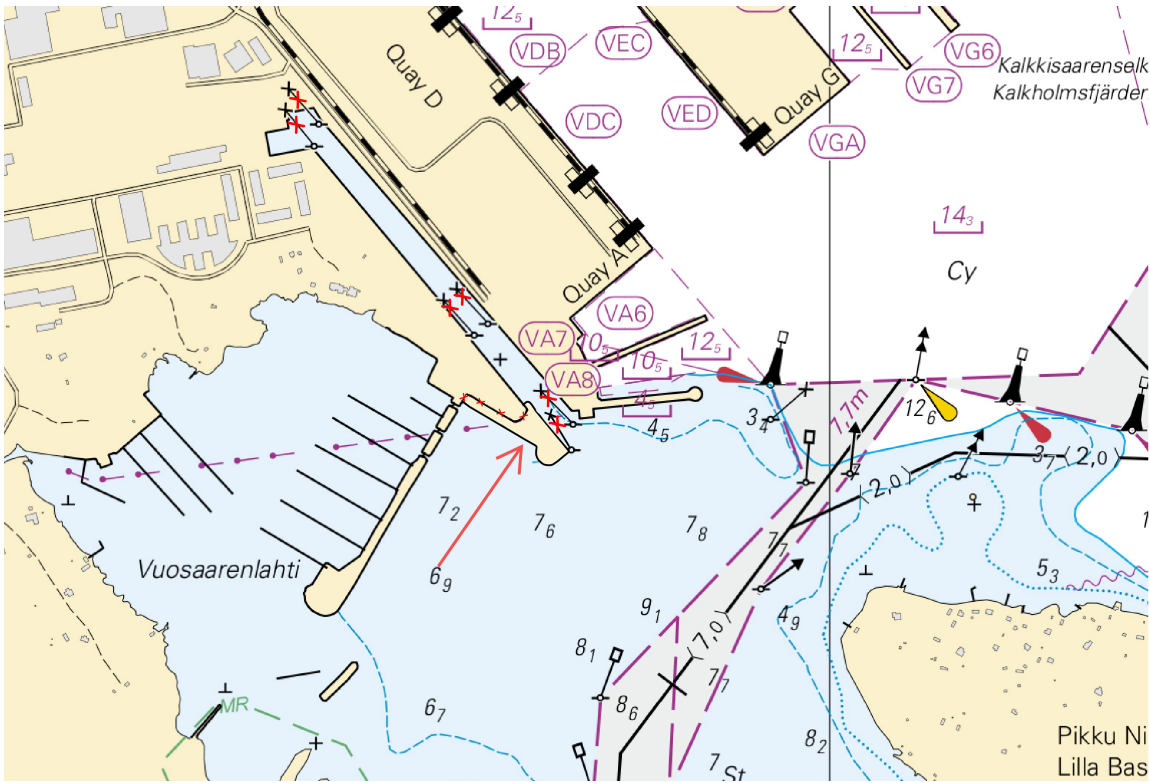 12₅
VDB
VEC
12₅
VG6
VG7
Kalkkisaarenselk
Kalkholmsfjärder
Quay D
VDC
VED
Quay G
VGA
14₃
Cy
Quay A
VA6
VA7
10₅
10₅
12₅
VA8
4₅
4₅
3₄
7,7m
12₆
3₇
(2,0)
(2,0)
7₂
7₆
7₈
7₇
6₉
Vuosaarenlahti
5₃
9₁
4₉
(7,0)
8₁
7₇
8₆
MR
6₇
8₂
7
St
Pikku Ni
Lilla Bas